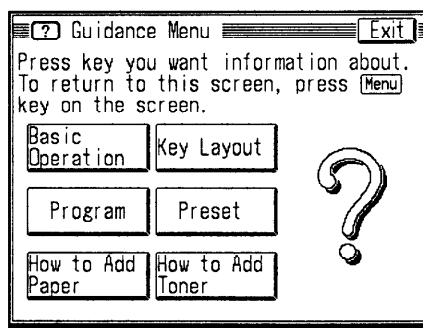 ? Guidance Menu Exit
Press key you want information about.
To return to this screen, press Menu
key on the screen.
Basic Operation Key Layout
Program Preset
How to Add Paper How to Add Toner
?